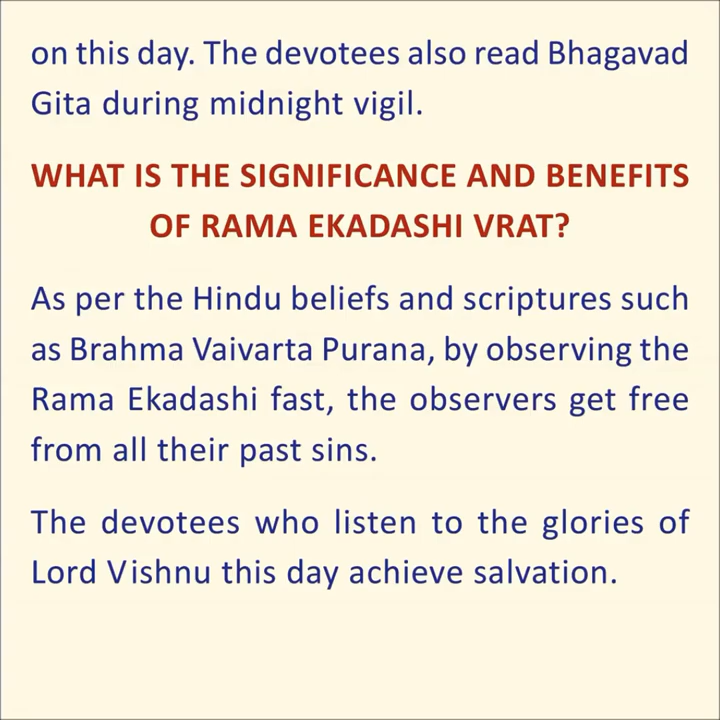 on this day. The devotees also read Bhagavad
Gita during midnight vigil.
WHAT IS THE SIGNIFICANCE AND BENEFITS
OF RAMA EKADASHI VRAT?
As per the Hindu beliefs and scriptures such
as Brahma Vaivarta Purana, by observing the
Rama Ekadashi fast, the observers get free
from all their past sins.
The devotees who listen to the glories of
Lord Vishnu this day achieve salvation.